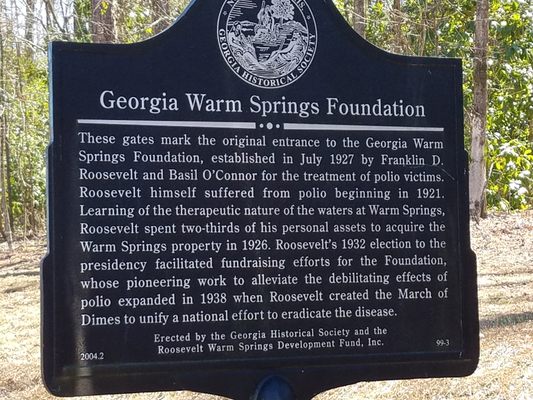 GEORGIA HISTORICAL SOCIETY
Georgia Warm Springs Foundation
These gates mark the original entrance to the Georgia Warm
Springs Foundation, established in July 1927 by Franklin D.
Roosevelt and Basil O'Connor for the treatment of polio victims.
Roosevelt himself suffered from polio beginning in 1921.
Learning of the therapeutic nature of the waters at Warm Springs,
Roosevelt spent two-thirds of his personal assets to acquire the
Warm Springs property in 1926. Roosevelt's 1932 election to the
presidency facilitated fundraising efforts for the Foundation,
whose pioneering work to alleviate the debilitating effects of
polio expanded in 1938 when Roosevelt created the March of
Dimes to unify a national effort to eradicate the disease.
Erected by the Georgia Historical Society and the
Roosevelt Warm Springs Development Fund, Inc.
2004.2
99-3